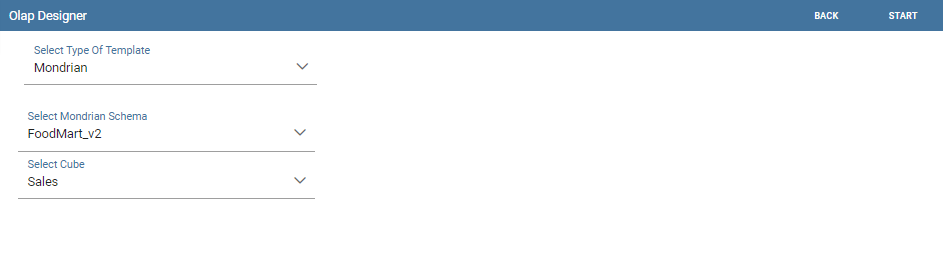 Olap Designer BACK START
Select Type Of Template
Mondrian
Select Mondrian Schema
FoodMart_v2
Select Cube
Sales